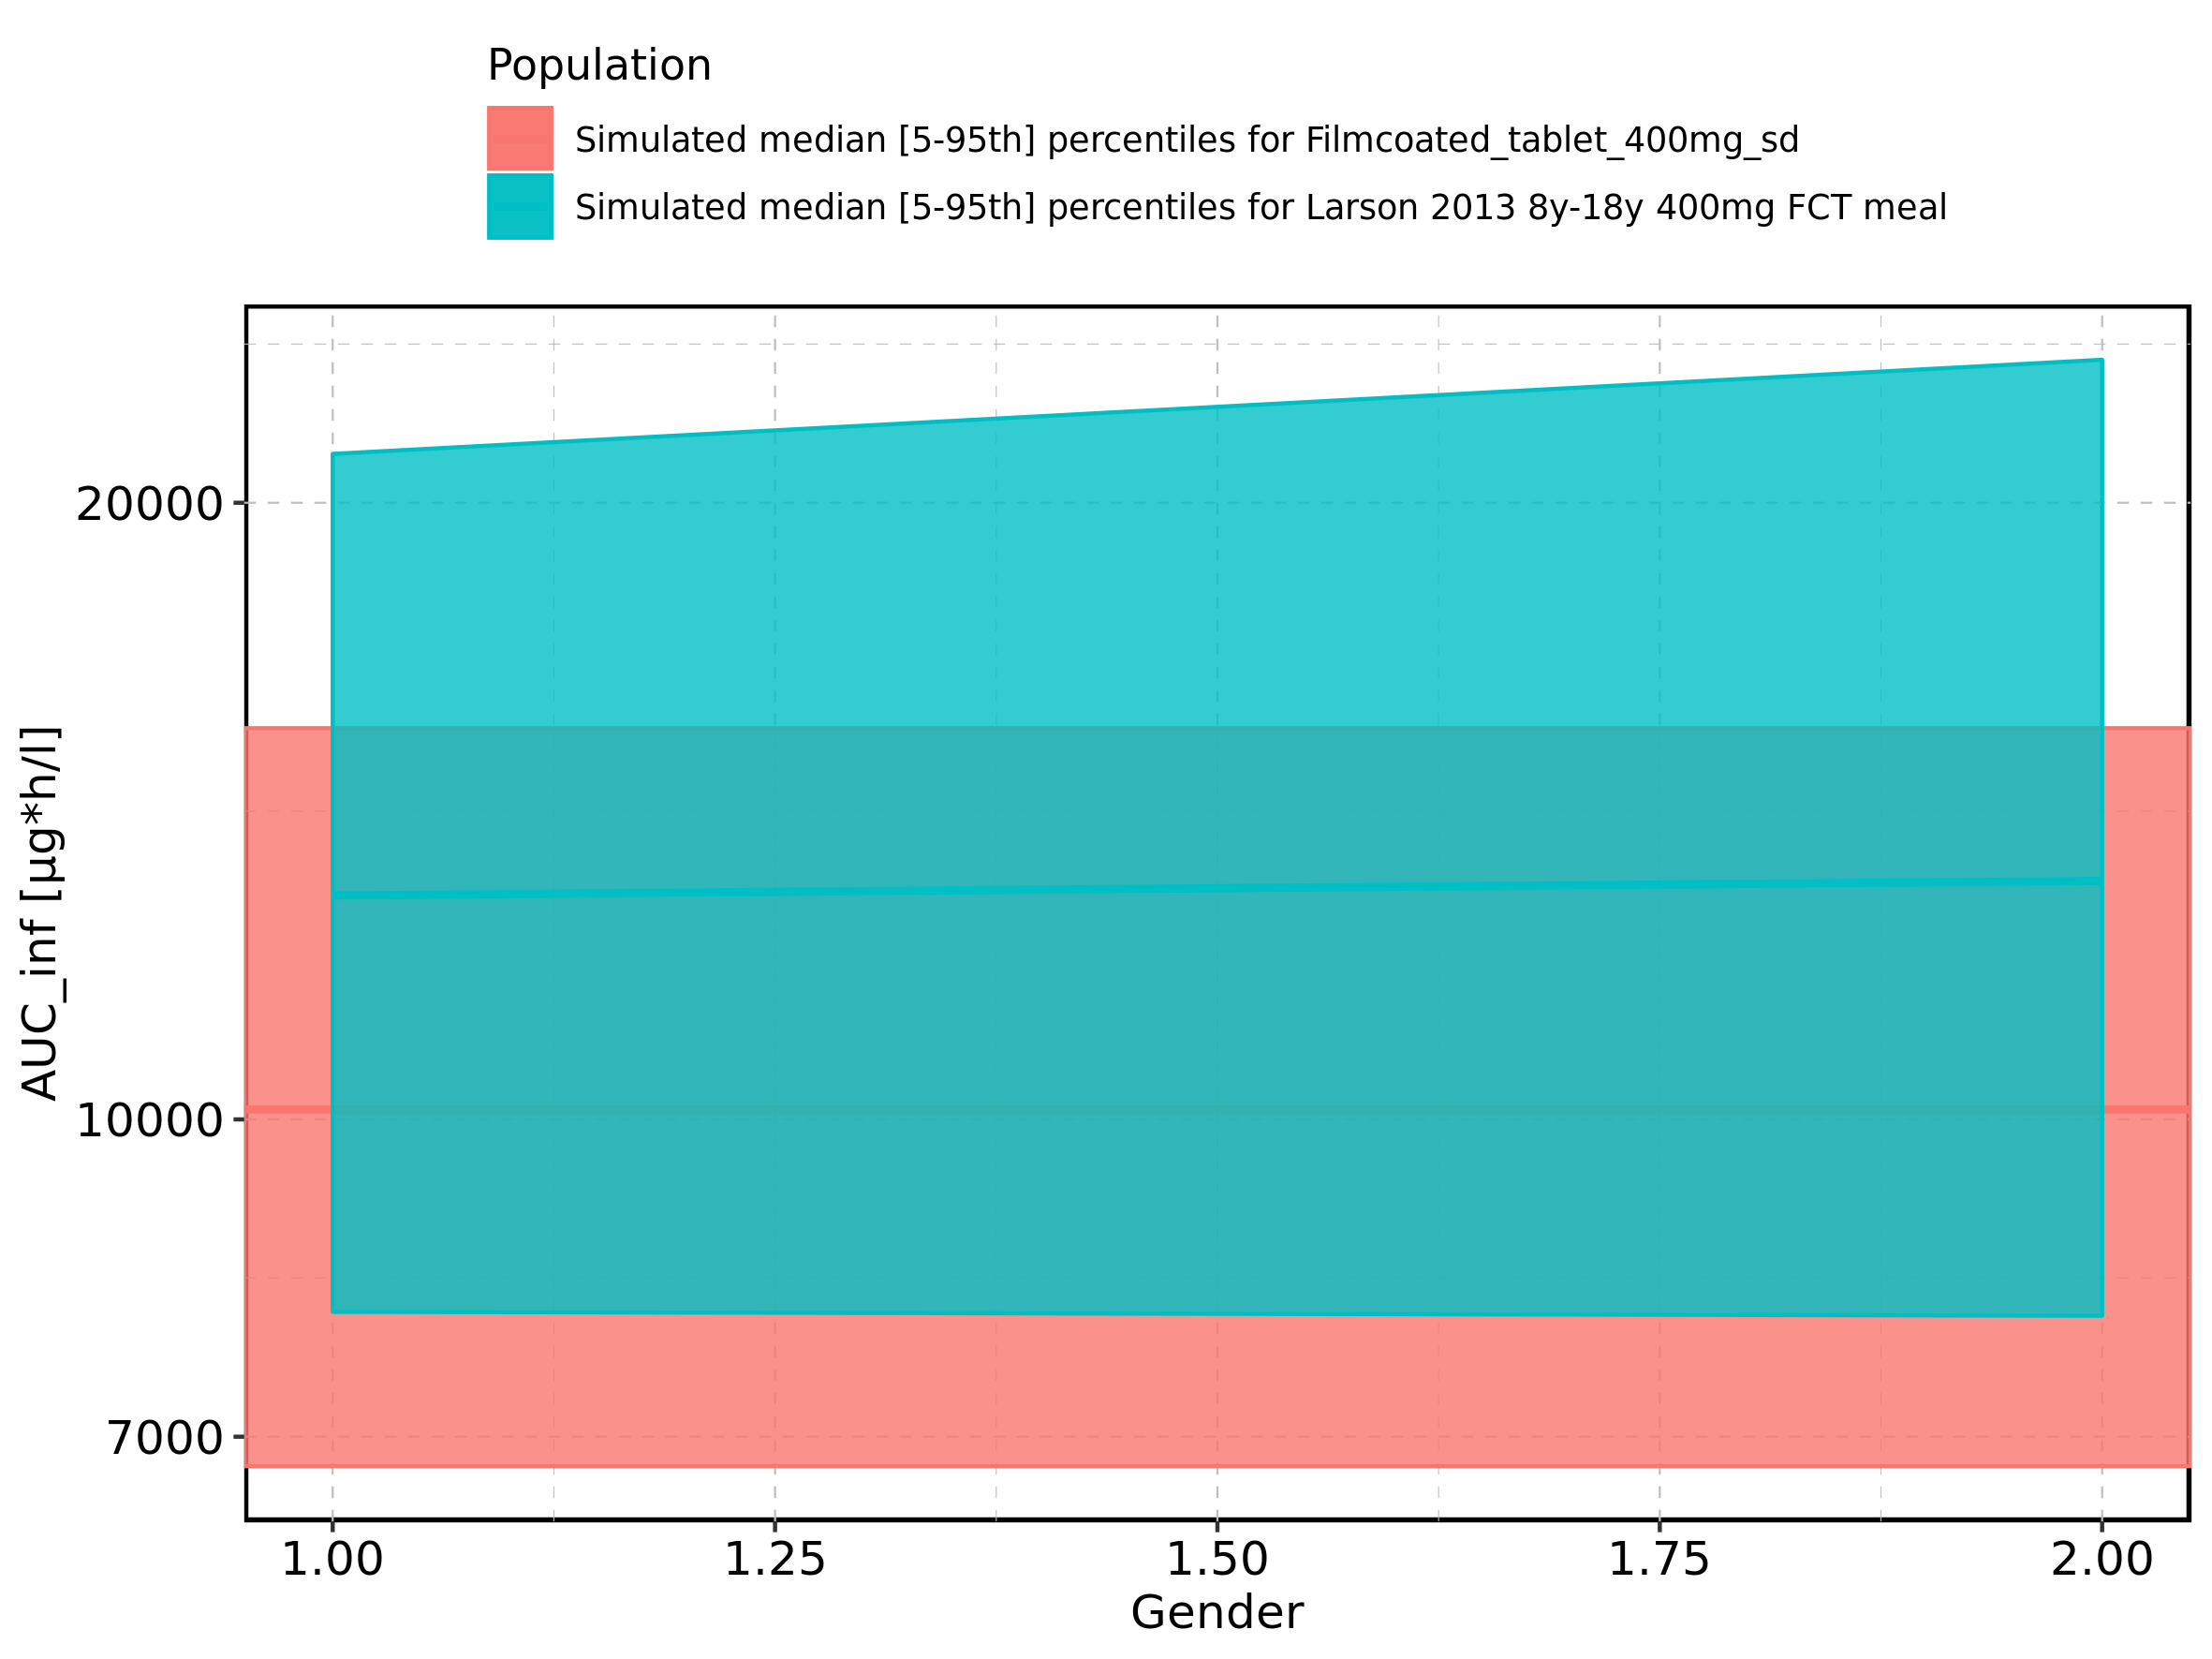 Population
Simulated median [5-95th] percentiles for Filmcoated_tablet_400mg_sd
Simulated median [5-95th] percentiles for Larson 2013 8y-18y 400mg FCT meal
AUC_inf [µg*h/l]
20000
10000
7000
1.00 1.25 1.50 1.75 2.00
Gender